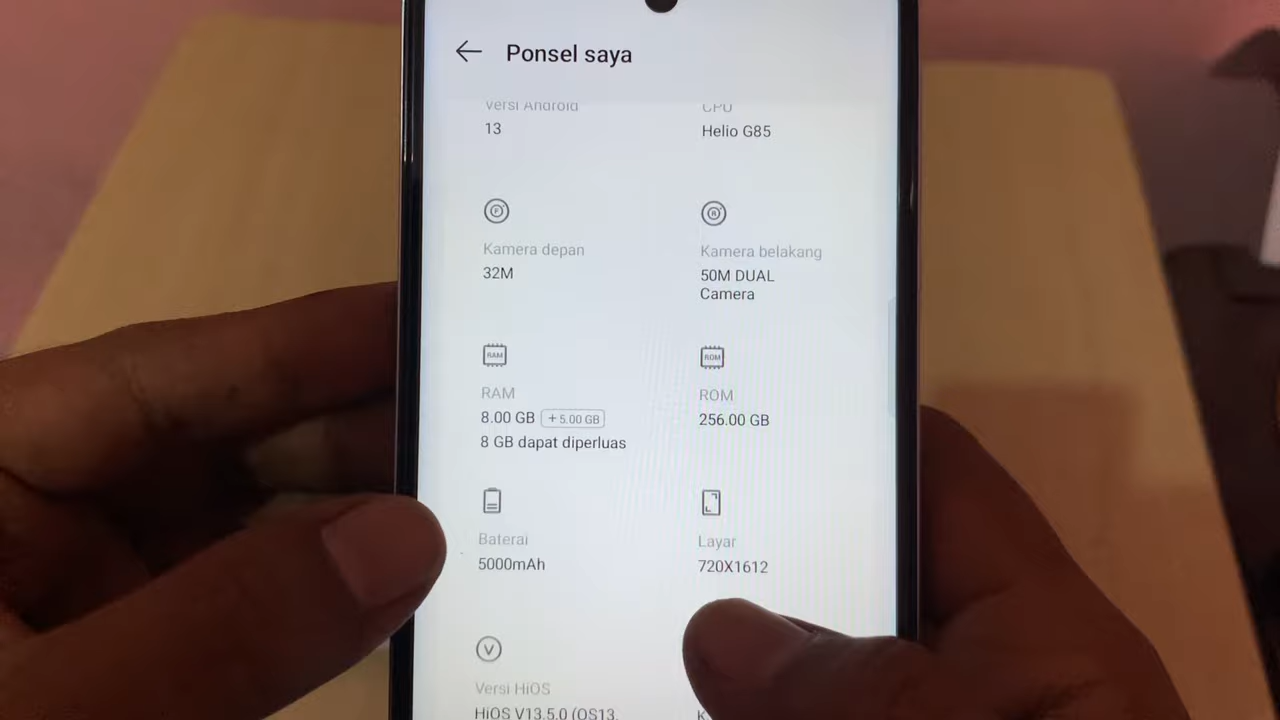 Ponsel saya
Versi Android
CPU
13
Helio G85
Kamera depan
Kamera belakang
32M
50M DUAL
Camera
RAM
ROM
RAM
ROM
8.00 GB +5.00 GB
256.00 GB
8 GB dapat diperluas
Baterai
Layar
5000mAh
720X1612
V
Versi HiOS
HiOS V13.5.0 (OS13.